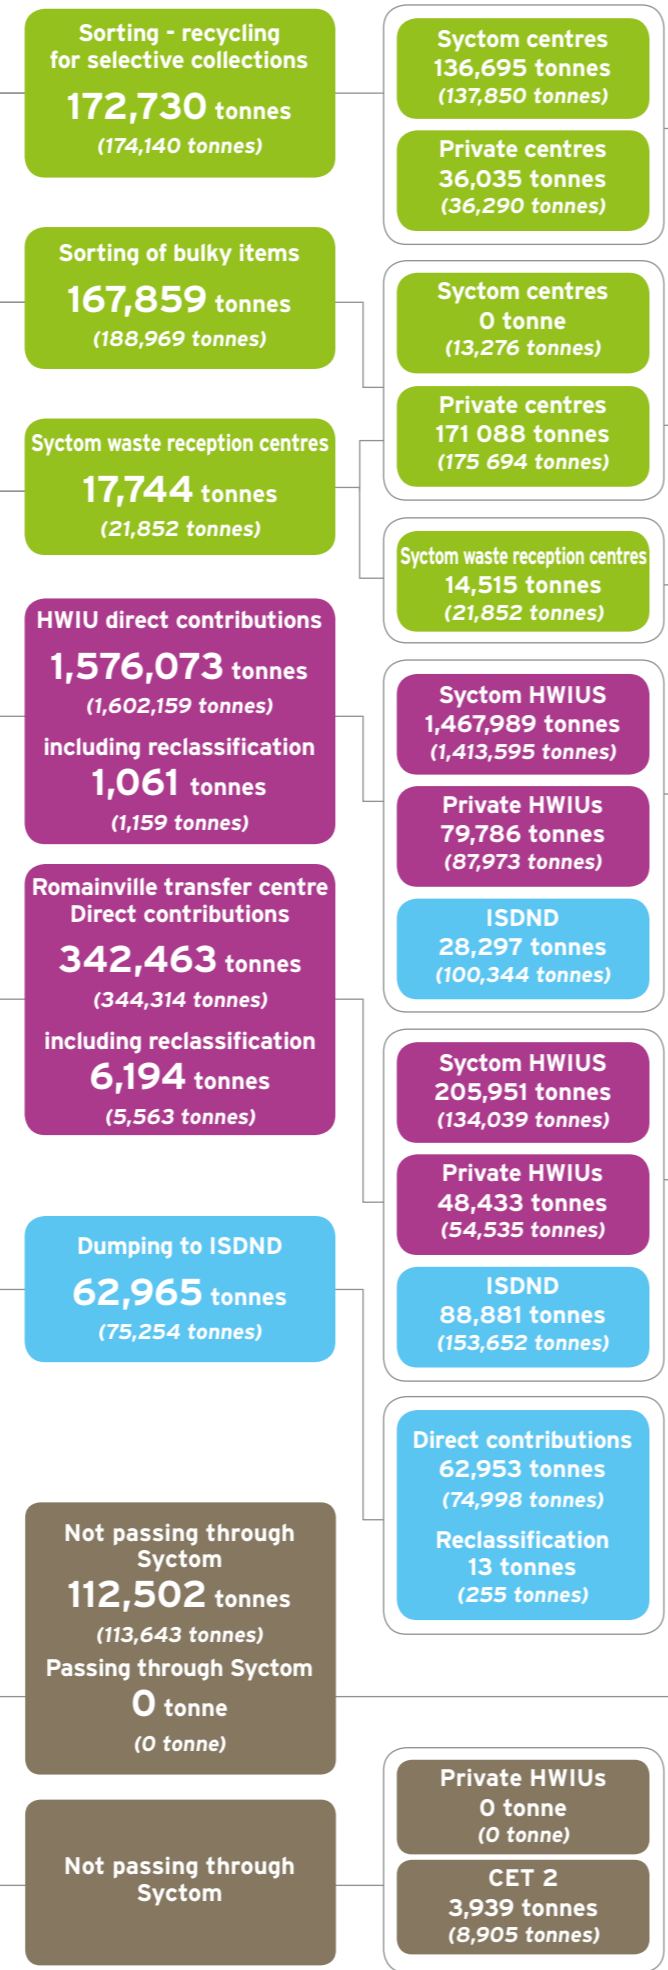 Sorting - recycling
for selective collections
172,730 tonnes
(174,140 tonnes)
Syctom centres
136,695 tonnes
(137,850 tonnes)
Private centres
36,035 tonnes
(36,290 tonnes)
Sorting of bulky items
167,859 tonnes
(188,969 tonnes)
Syctom centres
0 tonne
(13,276 tonnes)
Private centres
171 088 tonnes
(175 694 tonnes)
Syctom waste reception centres
17,744 tonnes
(21,852 tonnes)
Syctom waste reception centres
14,515 tonnes
(21,852 tonnes)
HWIU direct contributions
1,576,073 tonnes
(1,602,159 tonnes)
including reclassification
1,061 tonnes
(1,159 tonnes)
Syctom HWIUS
1,467,989 tonnes
(1,413,595 tonnes)
Private HWIUs
79,786 tonnes
(87,973 tonnes)
ISDND
28,297 tonnes
(100,344 tonnes)
Romainville transfer centre
Direct contributions
342,463 tonnes
(344,314 tonnes)
including reclassification
6,194 tonnes
(5,563 tonnes)
Syctom HWIUS
205,951 tonnes
(134,039 tonnes)
Private HWIUs
48,433 tonnes
(54,535 tonnes)
ISDND
88,881 tonnes
(153,652 tonnes)
Dumping to ISDND
62,965 tonnes
(75,254 tonnes)
Direct contributions
62,953 tonnes
(74,998 tonnes)
Reclassification
13 tonnes
(255 tonnes)
Not passing through
Syctom
112,502 tonnes
(113,643 tonnes)
Passing through Syctom
0 tonne
(0 tonne)
Not passing through
Syctom
Private HWIUs
0 tonne
(0 tonne)
CET 2
3,939 tonnes
(8,905 tonnes)